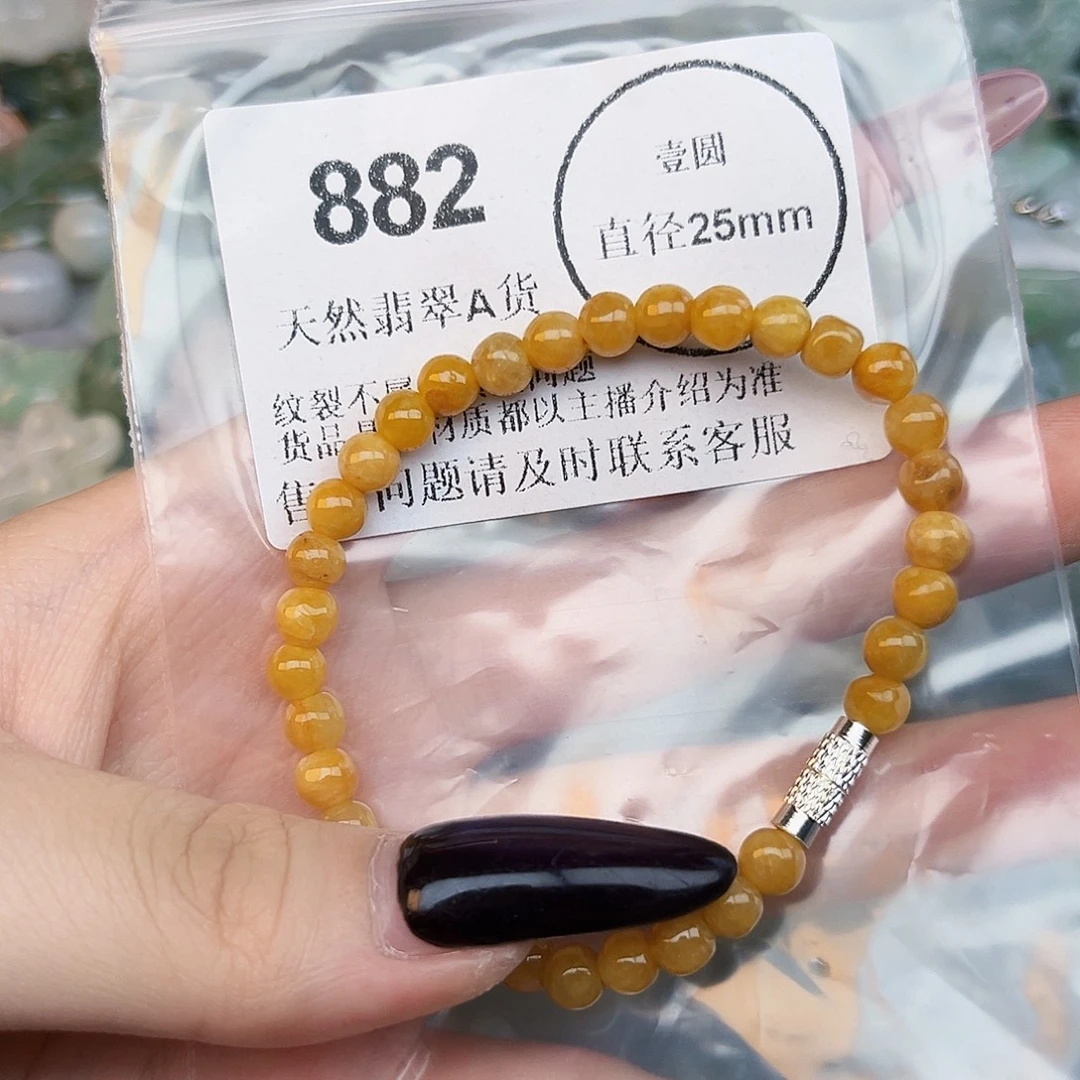 882
壹圆
直径25mm
天然翡翠A货
纹裂不属 问题
货品 材质都以主播介绍为准
售 问题请及时联系客服